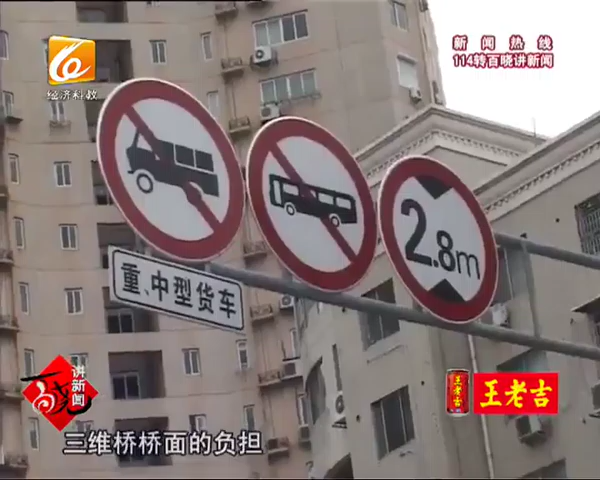 新闻热线
114转百晓讲新闻
经济科教
2.8m
重、中型货车
百晓
讲新闻
王老吉
王老吉
三维桥桥面的负担